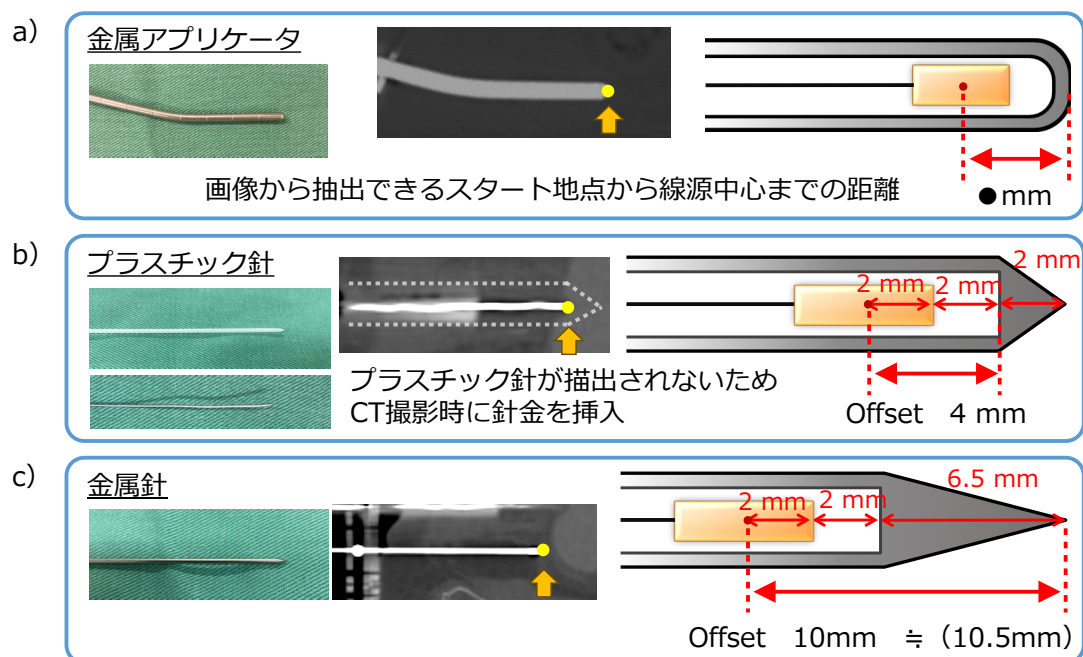 a）
金属アプリケータ
画像から抽出できるスタート地点から線源中心までの距離
●mm
b）
プラスチック針
2 mm
2 mm
2 mm
プラスチック針が描出されないため
CT撮影時に針金を挿入
Offset 4 mm
c）
金属針
6.5 mm
2 mm
2 mm
Offset 10mm ≒（10.5mm）